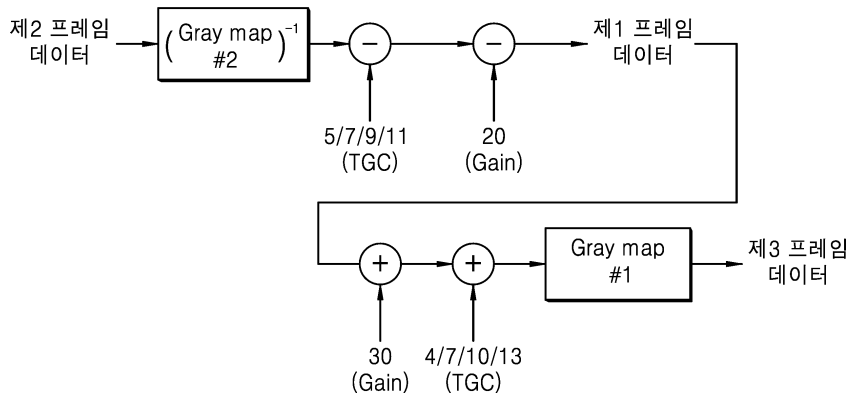 제2 프레임
데이터
(Gray map
#2)⁻¹
−
−
제1 프레임
데이터
5/7/9/11
(TGC)
20
(Gain)
+
+
Gray map
#1
제3 프레임
데이터
30
(Gain)
4/7/10/13
(TGC)